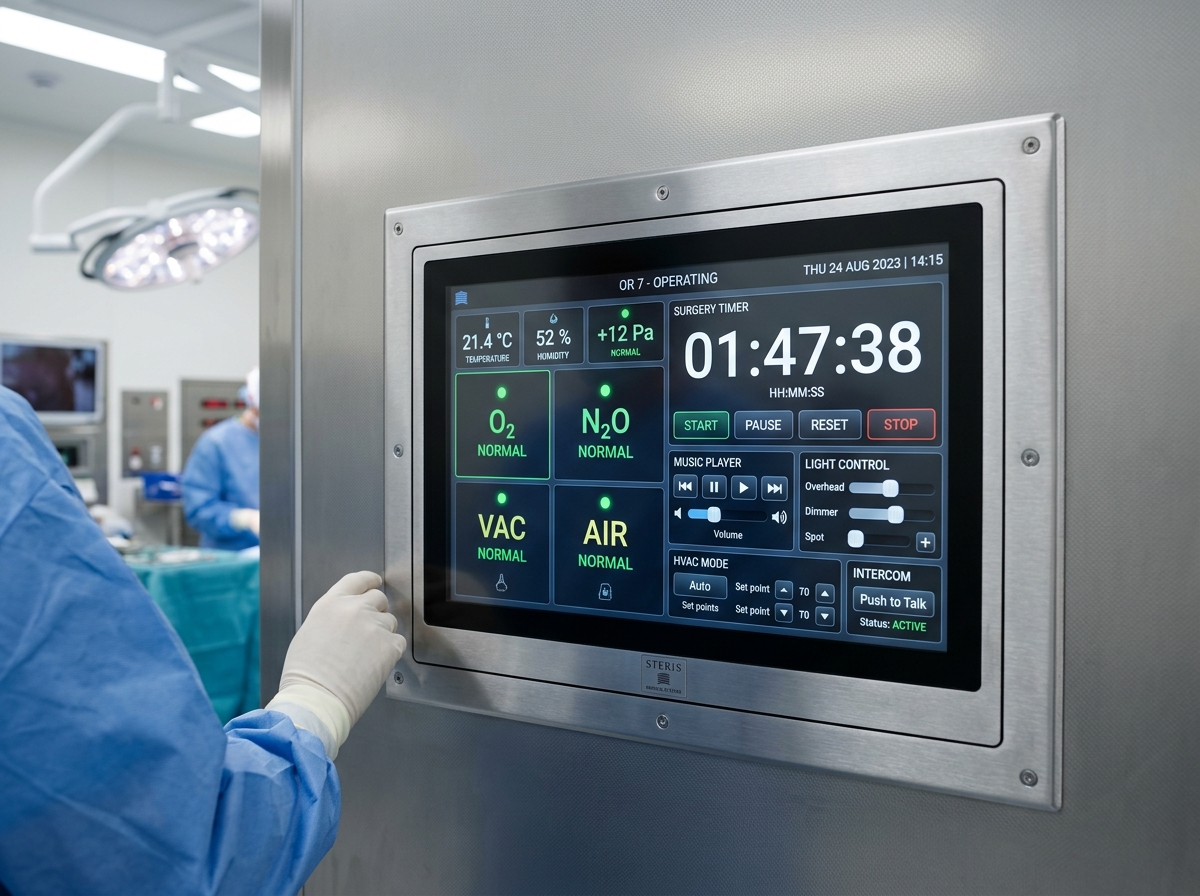 OR 7 - OPERATING
THU 24 AUG 2023 | 14:15
21.4 °C
TEMPERATURE
52 %
HUMIDITY
+12 Pa
NORMAL
O₂
NORMAL
N₂O
NORMAL
VAC
NORMAL
AIR
NORMAL
SURGERY TIMER
01:47:38
HH:MM:SS
START
PAUSE
RESET
STOP
MUSIC PLAYER
Volume
LIGHT CONTROL
Overhead
Dimmer
Spot
+
HVAC MODE
Auto
Set points
Set point 70
Set point 70
INTERCOM
Push to Talk
Status: ACTIVE
STERIS